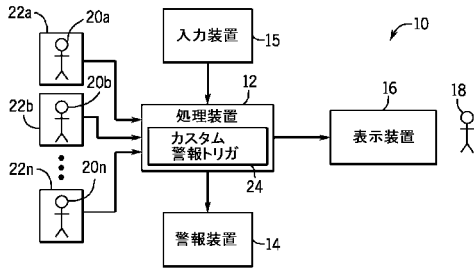 22a
20a
入力装置
15
10
22b
20b
12
処理装置
カスタム
警報トリガ
24
16
表示装置
18
22n
20n
警報装置
14